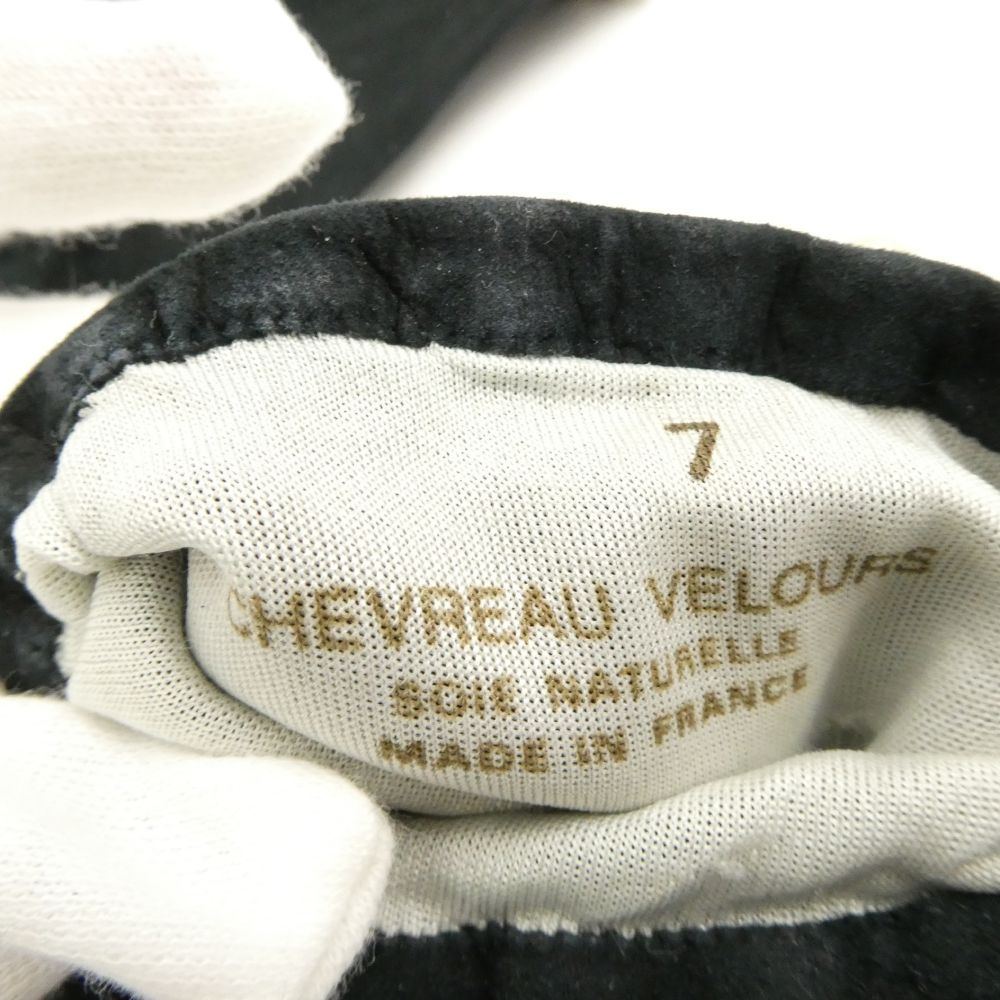 7
CHEVREAU VELOURS
SOIE NATURELLE
MADE IN FRANCE